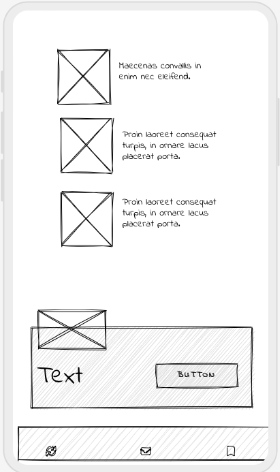 Maecenas convallis in
enim nec eleifend.
Proin laoreet consequat
turpis, in ornare lacus
placerat porta.
Proin laoreet consequat
turpis, in ornare lacus
placerat porta.
Text
BUTTON